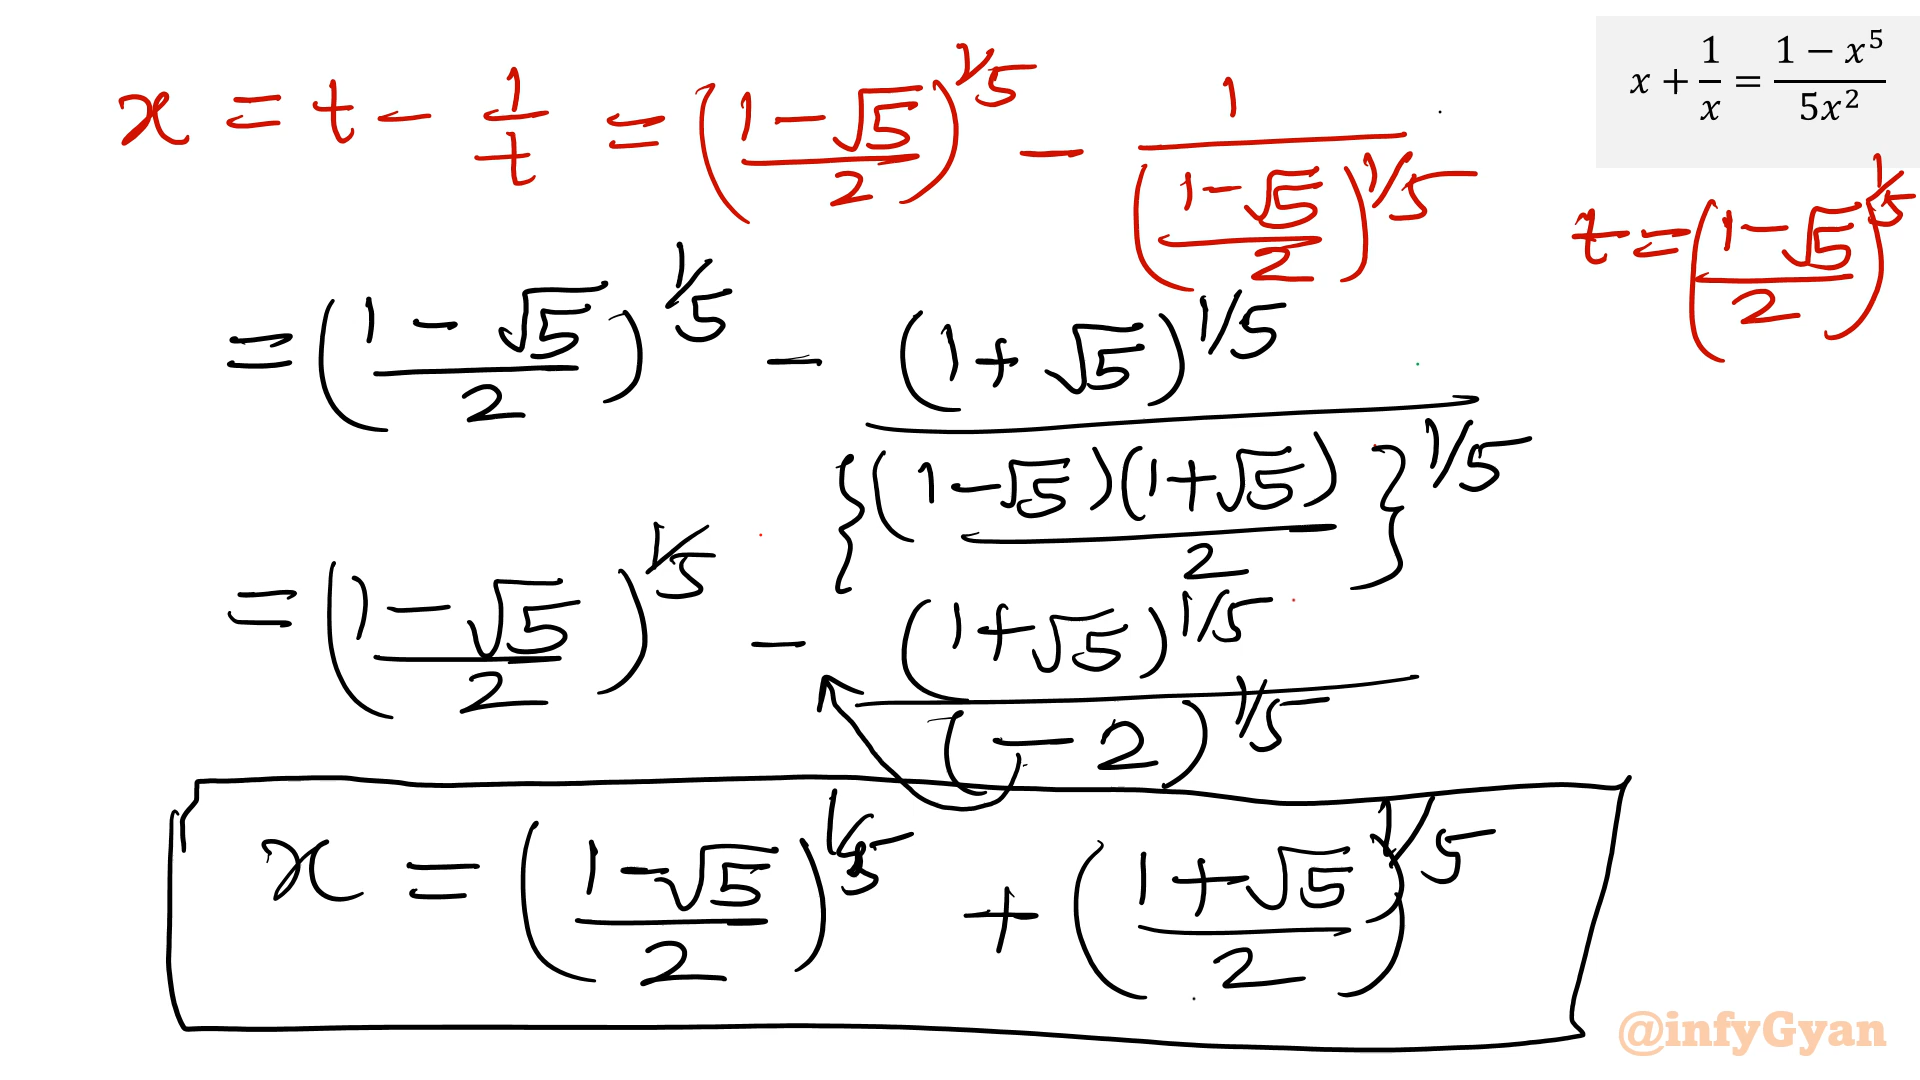 x + 1/x = (1 − x⁵)/(5x²)
x = t − 1/t = ((1 − √5)/2)^(1/5) − 1/((1 − √5)/2)^(1/5)
t = ((1 − √5)/2)^(1/5)
= ((1 − √5)/2)^(1/5) − (1 + √5)^(1/5)/{(1 − √5)(1 + √5)/2}^(1/5)
= ((1 − √5)/2)^(1/5) − (1 + √5)^(1/5)/(−2)^(1/5)
x = ((1 − √5)/2)^(1/5) + ((1 + √5)/2)^(1/5)
@infyGyan